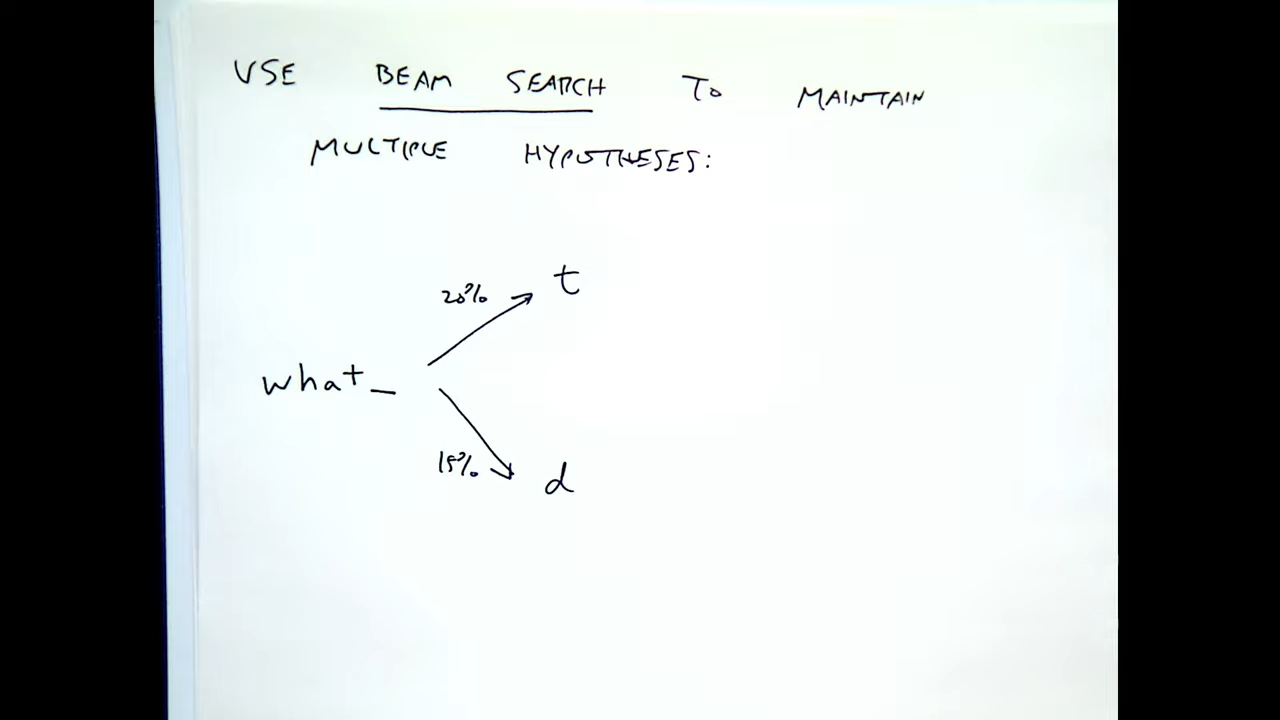 USE BEAM SEARCH TO MAINTAIN
MULTIPLE HYPOTHESES:
20% t
what_
15% d